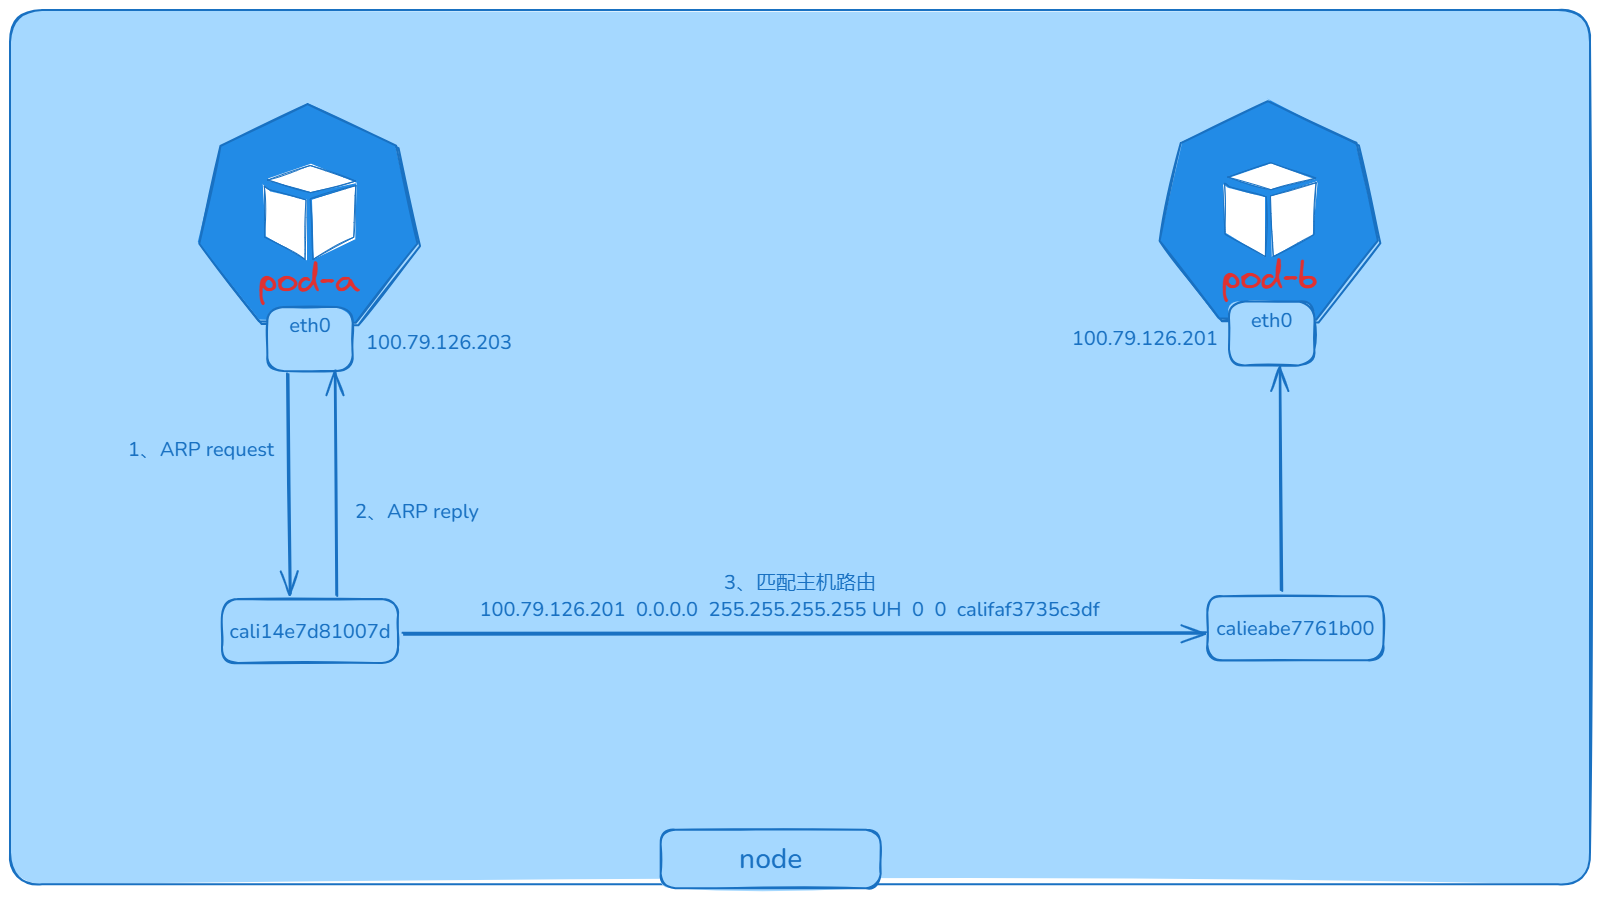 pod-a
pod-b
eth0
eth0
100.79.126.203
100.79.126.201
1、ARP request
2、ARP reply
3、匹配主机路由
100.79.126.201 0.0.0.0 255.255.255.255 UH 0 0 califaf3735c3df
cali14e7d81007d
calieabe7761b00
node